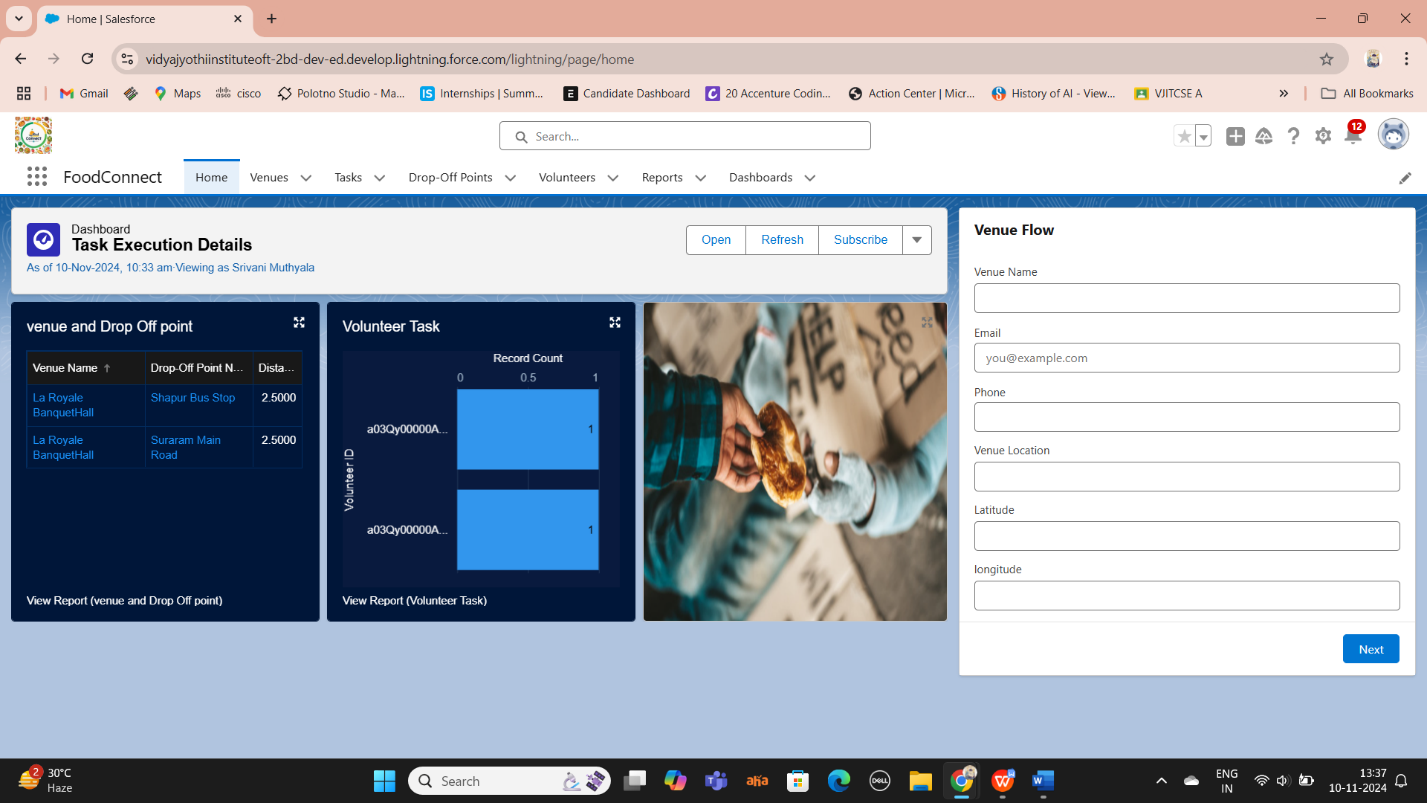 Home | Salesforce
vidyajyothiinstituteoft-2bd-dev-ed.develop.lightning.force.com/lightning/page/home
Gmail Maps cisco Polotno Studio - Ma... Internships | Summ... Candidate Dashboard 20 Accenture Codin... Action Center | Micr... History of AI - View... VJITCSE A » All Bookmarks
Search...
12
FoodConnect Home Venues Tasks Drop-Off Points Volunteers Reports Dashboards
Dashboard
Task Execution Details
As of 10-Nov-2024, 10:33 am·Viewing as Srivani Muthyala
Open Refresh Subscribe
venue and Drop Off point
Venue Name ↑ Drop-Off Point N... Dista...
La Royale BanquetHall Shapur Bus Stop 2.5000
La Royale BanquetHall Suraram Main Road 2.5000
View Report (venue and Drop Off point)
Volunteer Task
Record Count
0 0.5 1
Volunteer ID
a03Qy00000A... 1
a03Qy00000A... 1
View Report (Volunteer Task)
Venue Flow
Venue Name
Email
you@example.com
Phone
Venue Location
Latitude
longitude
Next
2
30°C
Haze
Search
aha
DELL
ENG
IN
13:37
10-11-2024